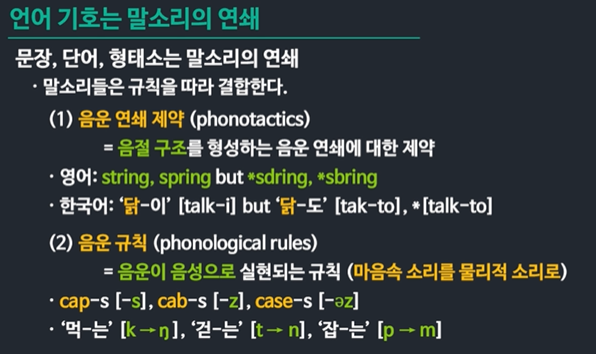 언어 기호는 말소리의 연쇄
문장, 단어, 형태소는 말소리의 연쇄
· 말소리들은 규칙을 따라 결합한다.
(1) 음운 연쇄 제약 (phonotactics)
= 음절 구조를 형성하는 음운 연쇄에 대한 제약
· 영어: string, spring but *sdring, *sbring
· 한국어: ‘닭-이’ [talk-i] but ‘닭-도’ [tak-to], *[talk-to]
(2) 음운 규칙 (phonological rules)
= 음운이 음성으로 실현되는 규칙 (마음속 소리를 물리적 소리로)
· cap-s [-s], cab-s [-z], case-s [-əz]
· ‘먹-는’ [k→ŋ], ‘걷-는’ [t→n], ‘잡-는’ [p→m]